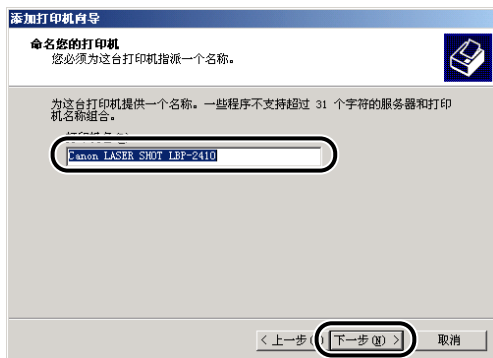 添加打印机向导
命名您的打印机
您必须为这台打印机指派一个名称。
为这台打印机提供一个名称。一些程序不支持超过 31 个字符的服务器和打印
机名称组合。
Canon LASER SHOT LBP-2410
< 上一步( 下一步(N) > 取消